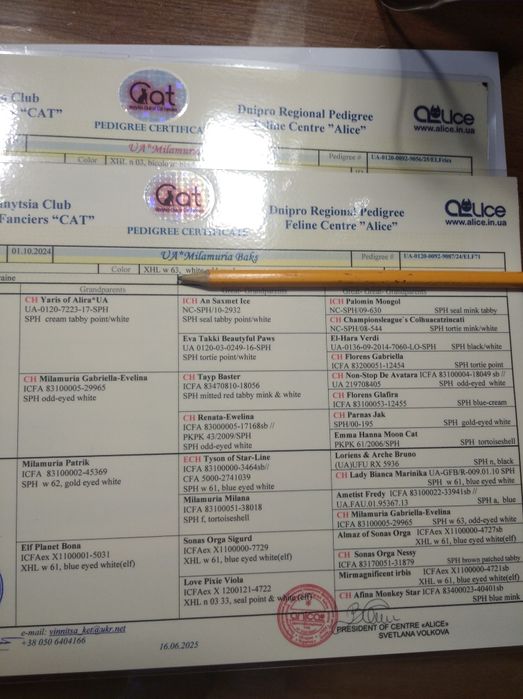 s Club
"CAT"
Cat
PEDIGREE CERTIFICA
Dnipro Regional Pedigree
Feline Centre "Alice"
ALice
www.alice.in.ua
UA*Milamuria
Pedigree #
UA-0120-0092-9056/25/ELFries
Color
XHL n 03, bicolor
nnytsia Club
Fanciers "CAT"
Cat
PEDIGREE CERTIFICATE
Dnipro Regional Pedigree
Feline Centre "Alice"
ALice
www.alice.in.ua
01.10.2024
UA*Milamuria Baks
Pedigree #
UA-0120-0092-9087/24/ELF71
raine
Color
XHL w 63, white
Grandparents
Great- Grandparents
Great- Great- Grandparents
CH Yaris of Alira*UA
UA-0120-7223-17-SPH
SPH cream tabby point/white
CH Milamuria Gabriella-Evelina
ICFA 83100005-29965
SPH odd-eyed white
Milamuria Patrik
ICFA 83100002-45369
SPH w 62, gold-eyed white
Elf Planet Bona
ICFAex X1100001-5031
XHL w 61, blue eyed white(elf)
ICH An Saxmet Ice
NC-SPH/10-2932
SPH seal tabby point/white
Eva Takki Beautyful Paws
UA 0120-03-0249-16-SPH
SPH tortie point/white
CH Tayp Baster
ICFA 83470810-18056
SPH mitted red tabby mink & white
CH Renata-Ewelina
ICFA 83000005-17168sb //
PKPK 43/2009/SPH
SPH odd-eyed white
ECH Tyson of Star-Line
ICFA 83100000-3464sb//
CFA 5000-2741039
SPH w 61, blue eyed white
Milamuria Milana
ICFA 83100051-38018
SPH f, tortoiseshell
Sonas Orga Sigurd
ICFAex X1100000-7729
XHL w 61, blue eyed white(elf)
Love Pixie Viola
ICFAex X 1200121-4722
XHL n 03 33, seal point & white(elf)
ICH Palomin Mongol
NC-SPH/09-630 SPH seal mink tabby
CH Championsleague's Colhuacatzincati
NC-SPH/08-544 SPH tortie mink/white
El-Hara Verdi
UA-0136-09-2014-7060-LO-SPH SPH black/white
CH Florens Gabriella
ICFA 83200051-12454 SPH tortie point
CH Non-Stop De Avatara ICFA 83100004-18049 sb //
UA 219708405 SPH odd-eyed white
CH Florens Glafira
ICFA 83100053-12455 SPH blue-cream
CH Parnas Jak
SPH/00-195 SPH gold-eyed white
Emma Hanna Moon Cat
PKPK 61/2006/SPH SPH tortoisshell
Loriens & Arche Bruno
(UA)UFU RX 5936 SPH n, black
CH Lady Bianca Marinika UA-GFB/R-009.01.10 SPH
SPH w 61, blue eyed white
Ametist Fredy ICFA 83100022-33941sb //
UA.FAU.01.95367.13 SPH a, blue
CH Milamuria Gabriella-Evelina
ICFA 83100005-29965 SPH w 63, odd-eyed white
Almaz of Sonas Orga ICFAex X1100000-4727sb
XHL w 61, blue eyed white(elf)
CH Sonas Orga Nessy
ICFA 83170051-31879 SPH brown patched tabby
Mirmagnificent irbis ICFAex X1100000-4721sb
XHL w 61, blue eyed white(elf)
CH Afina Monkey Star ICFA 83400023-40401sb
SPH blue mink
e-mail: vinnitsa_ket@ukr.net
+38 050 6404166
16.06.2025
PRESIDENT OF CENTRE «ALICE»
SVETLANA VOLKOVA